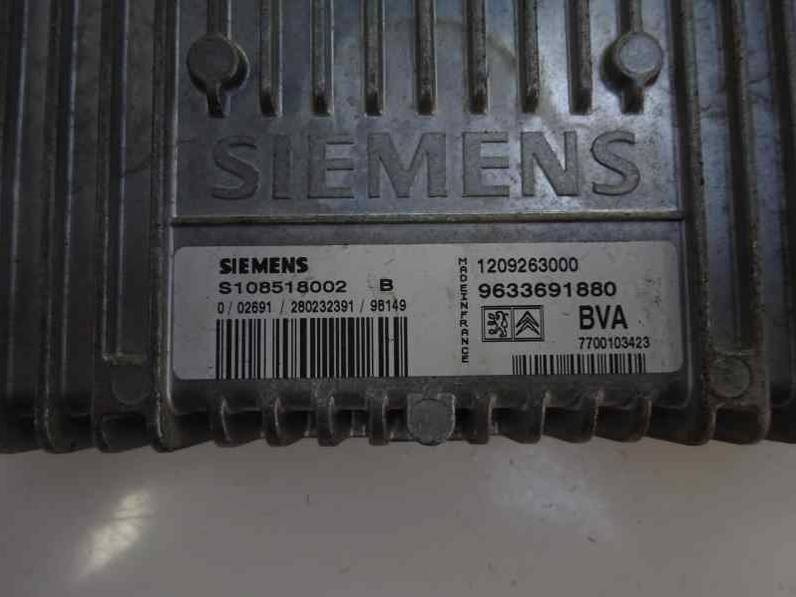 SIEMENS
SIEMENS
S108518002 B
0 / 02691 / 280232391 / 98149
MADE IN FRANCE
1209263000
9633691880
BVA
7700103423